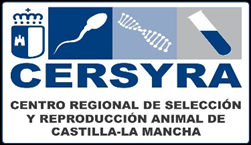 CERSYRA
CENTRO REGIONAL DE SELECCIÓN
Y REPRODUCCIÓN ANIMAL DE
CASTILLA-LA MANCHA